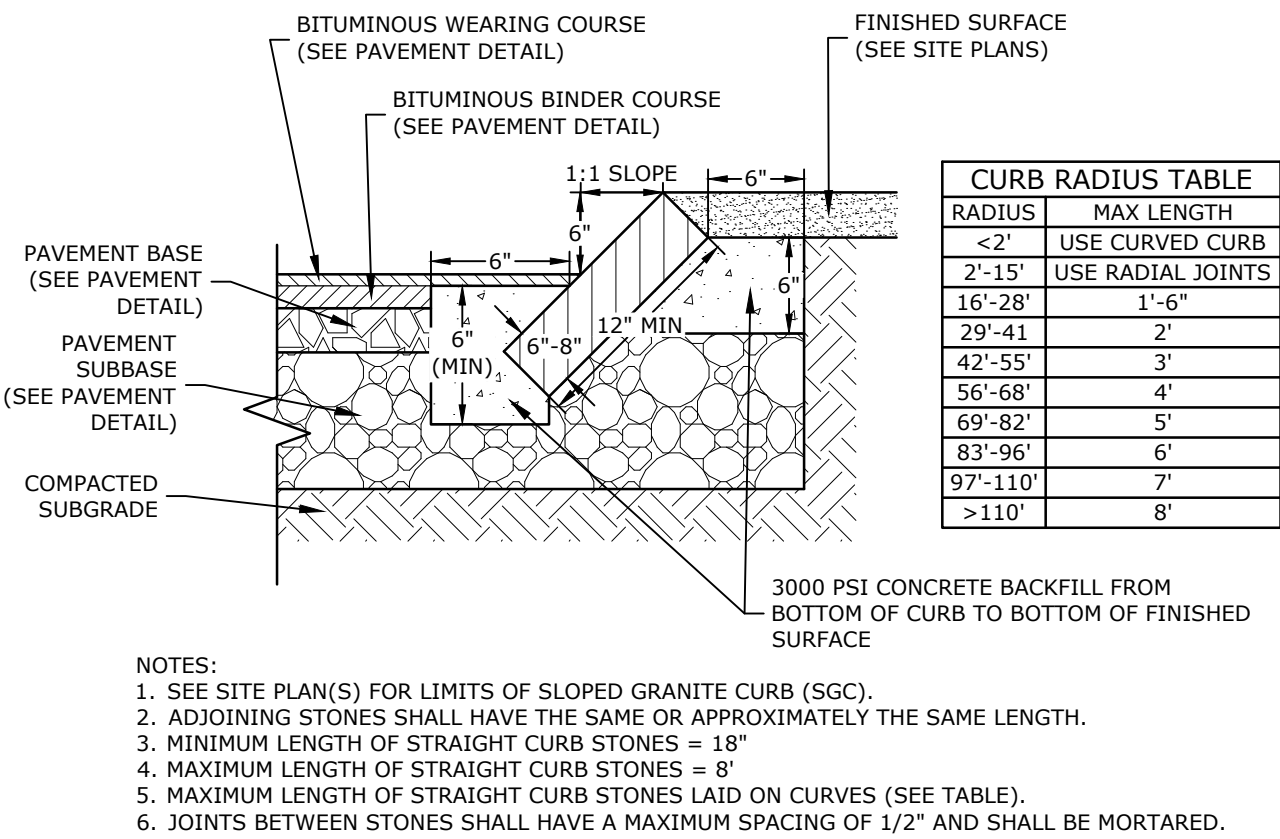 BITUMINOUS WEARING COURSE
(SEE PAVEMENT DETAIL)
FINISHED SURFACE
(SEE SITE PLANS)
BITUMINOUS BINDER COURSE
(SEE PAVEMENT DETAIL)
1:1 SLOPE
6"
6"
6"
6"
6"
(MIN)
6"-8"
12" MIN
PAVEMENT BASE
(SEE PAVEMENT
DETAIL)
PAVEMENT
SUBBASE
(SEE PAVEMENT
DETAIL)
COMPACTED
SUBGRADE
3000 PSI CONCRETE BACKFILL FROM
BOTTOM OF CURB TO BOTTOM OF FINISHED
SURFACE
CURB RADIUS TABLE
RADIUS MAX LENGTH
<2' USE CURVED CURB
2'-15' USE RADIAL JOINTS
16'-28' 1'-6"
29'-41 2'
42'-55' 3'
56'-68' 4'
69'-82' 5'
83'-96' 6'
97'-110' 7'
>110' 8'
NOTES:
1. SEE SITE PLAN(S) FOR LIMITS OF SLOPED GRANITE CURB (SGC).
2. ADJOINING STONES SHALL HAVE THE SAME OR APPROXIMATELY THE SAME LENGTH.
3. MINIMUM LENGTH OF STRAIGHT CURB STONES = 18"
4. MAXIMUM LENGTH OF STRAIGHT CURB STONES = 8'
5. MAXIMUM LENGTH OF STRAIGHT CURB STONES LAID ON CURVES (SEE TABLE).
6. JOINTS BETWEEN STONES SHALL HAVE A MAXIMUM SPACING OF 1/2" AND SHALL BE MORTARED.